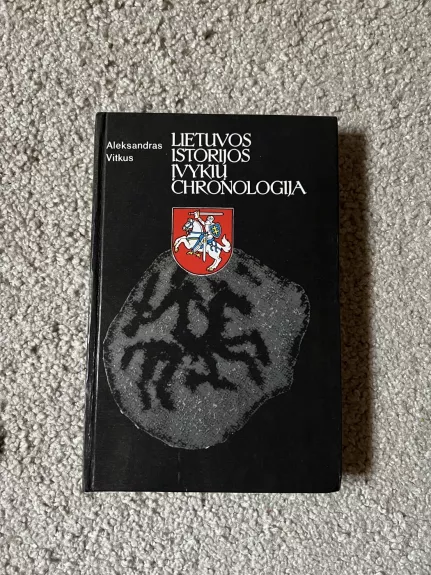 Aleksandras
Vitkus
LIETUVOS
ISTORIJOS
ĮVYKIŲ
CHRONOLOGIJA